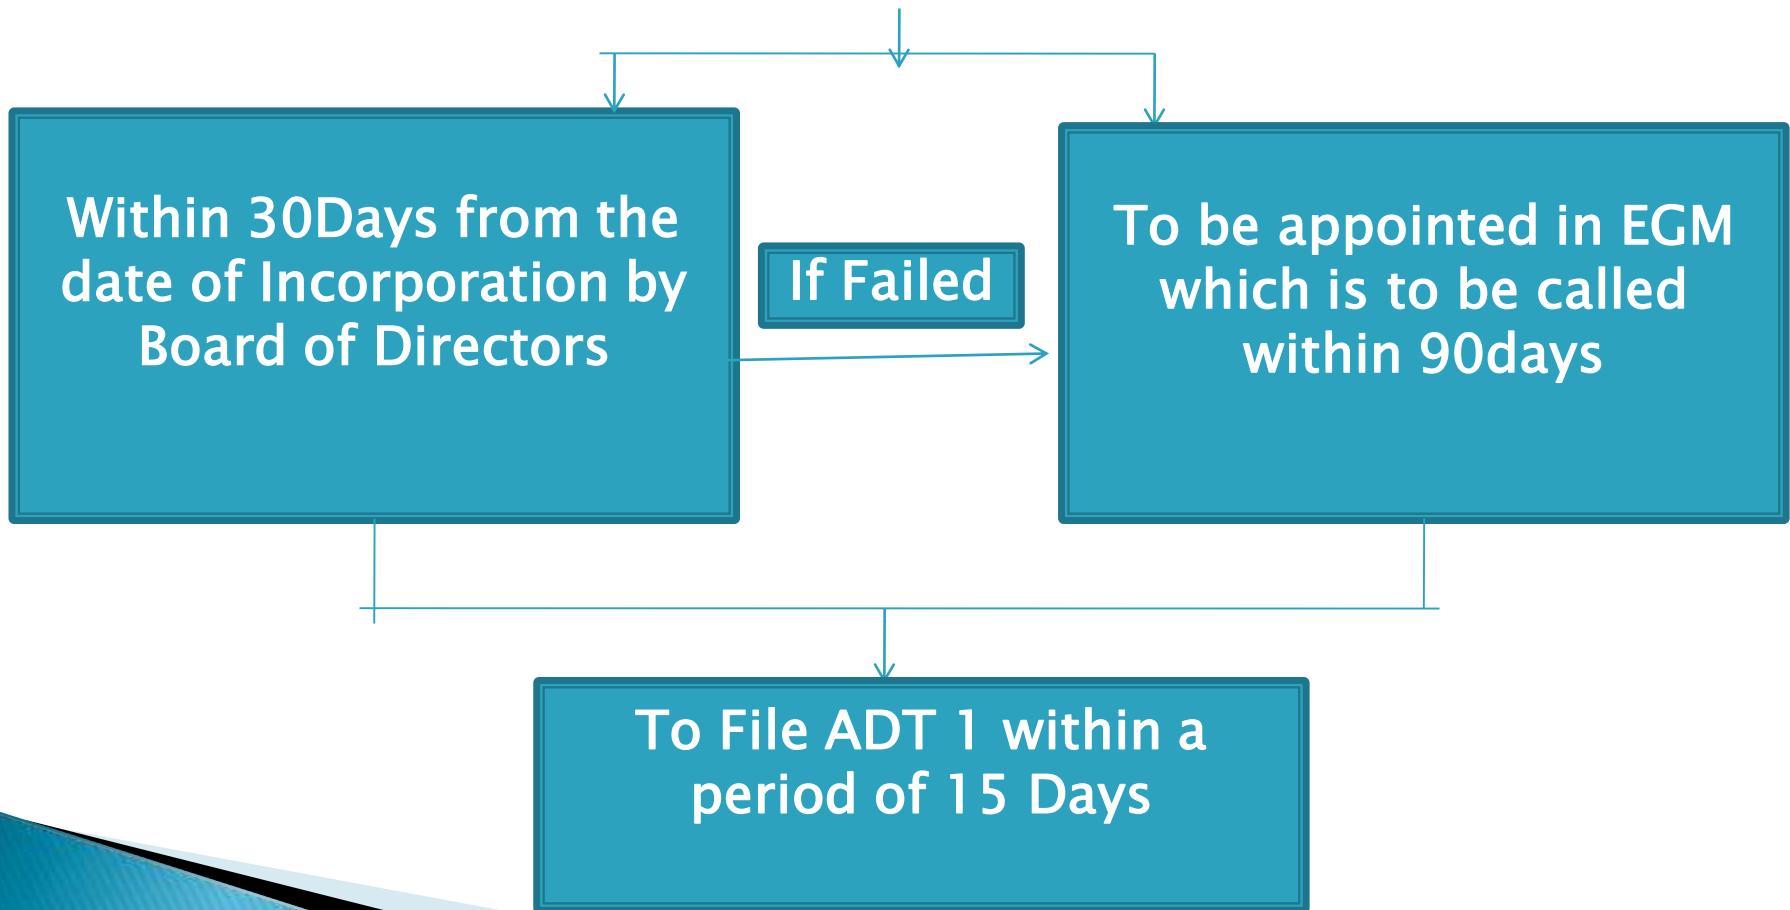 Within 30Days from the
date of Incorporation by
Board of Directors
If Failed
To be appointed in EGM
which is to be called
within 90days
To File ADT 1 within a
period of 15 Days